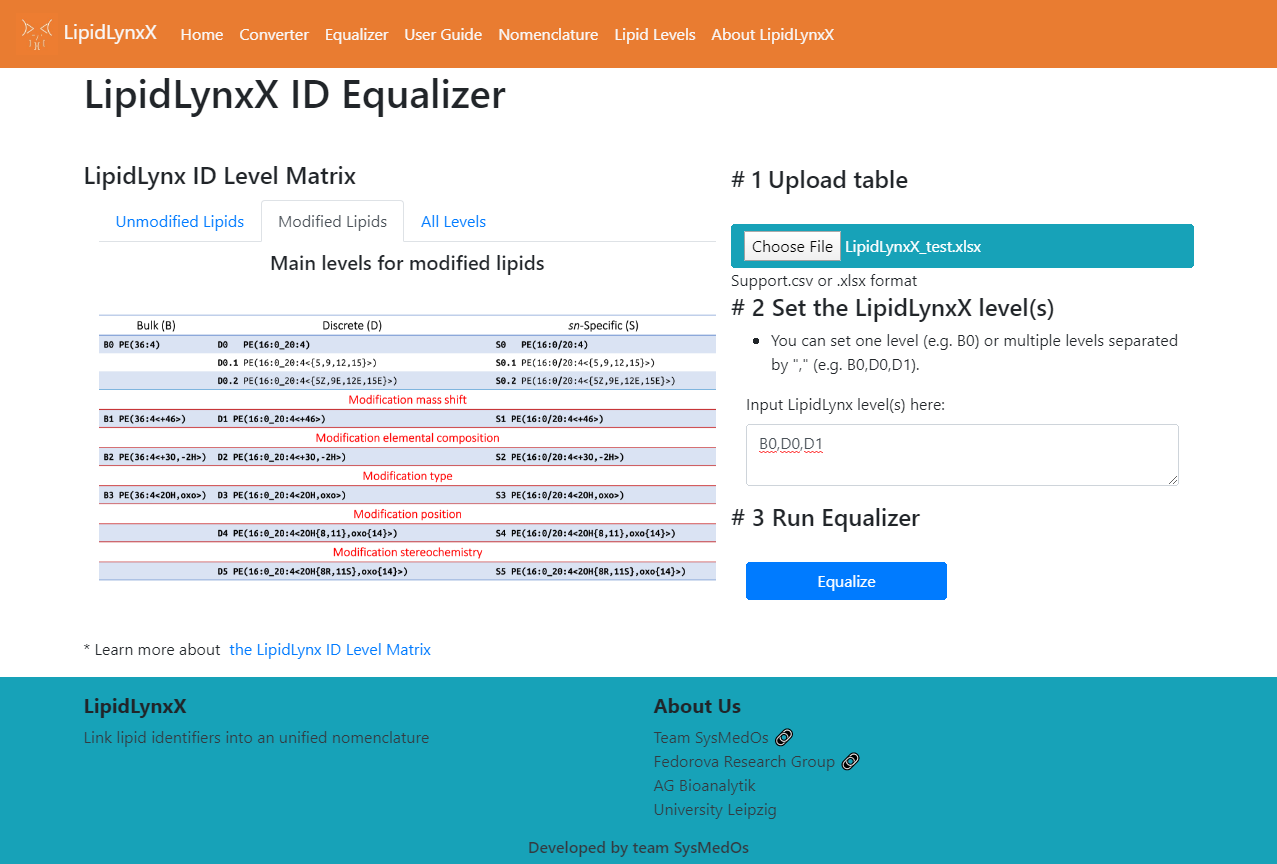 LipidLynxX Home Converter Equalizer User Guide Nomenclature Lipid Levels About LipidLynxX
LipidLynxX ID Equalizer
LipidLynx ID Level Matrix
Unmodified Lipids Modified Lipids All Levels
Main levels for modified lipids
Bulk (B) Discrete (D) sn-Specific (S)
B0 PE(36:4) D0 PE(16:0_20:4) S0 PE(16:0/20:4)
D0.1 PE(16:0_20:4<{5,9,12,15}>) S0.1 PE(16:0/20:4<{5,9,12,15}>)
D0.2 PE(16:0_20:4<{5Z,9E,12E,15E}>) S0.2 PE(16:0/20:4<{5Z,9E,12E,15E}>)
Modification mass shift
B1 PE(36:4<+46>) D1 PE(16:0_20:4<+46>) S1 PE(16:0/20:4<+46>)
Modification elemental composition
B2 PE(36:4<+3O,-2H>) D2 PE(16:0_20:4<+3O,-2H>) S2 PE(16:0/20:4<+3O,-2H>)
Modification type
B3 PE(36:4<2OH,oxo>) D3 PE(16:0_20:4<2OH,oxo>) S3 PE(16:0/20:4<2OH,oxo>)
Modification position
D4 PE(16:0_20:4<2OH{8,11},oxo{14}>) S4 PE(16:0/20:4<2OH{8,11},oxo{14}>)
Modification stereochemistry
D5 PE(16:0_20:4<2OH{8R,11S},oxo{14}>) S5 PE(16:0/20:4<2OH{8R,11S},oxo{14}>)
* Learn more about the LipidLynx ID Level Matrix
# 1 Upload table
Choose File LipidLynxX_test.xlsx
Support.csv or .xlsx format
# 2 Set the LipidLynxX level(s)
• You can set one level (e.g. B0) or multiple levels separated
by "," (e.g. B0,D0,D1).
Input LipidLynx level(s) here:
B0,D0,D1
# 3 Run Equalizer
Equalize
LipidLynxX
Link lipid identifiers into an unified nomenclature
About Us
Team SysMedOs
Fedorova Research Group
AG Bioanalytik
University Leipzig
Developed by team SysMedOs